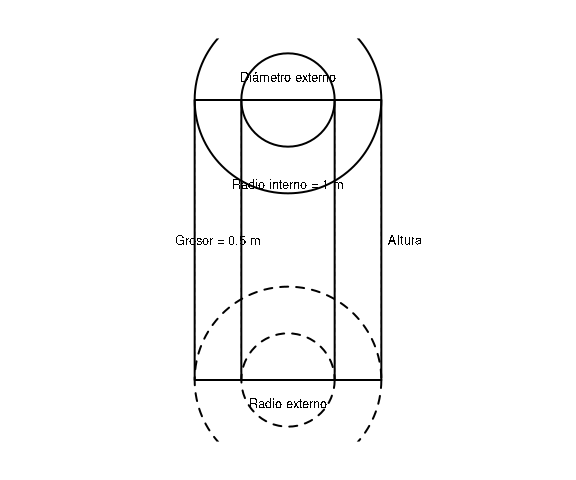 Diámetro externo
Radio interno = 1 m
Grosor = 0.5 m
Altura
Radio externo